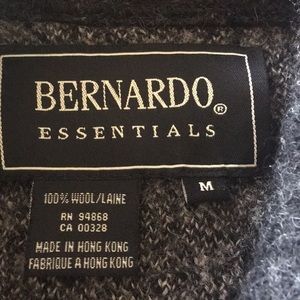 BERNARDO®
ESSENTIALS
M
100% WOOL/LAINE
RN 94868
CA 00328
MADE IN HONG KONG
FABRIQUE A HONG KONG